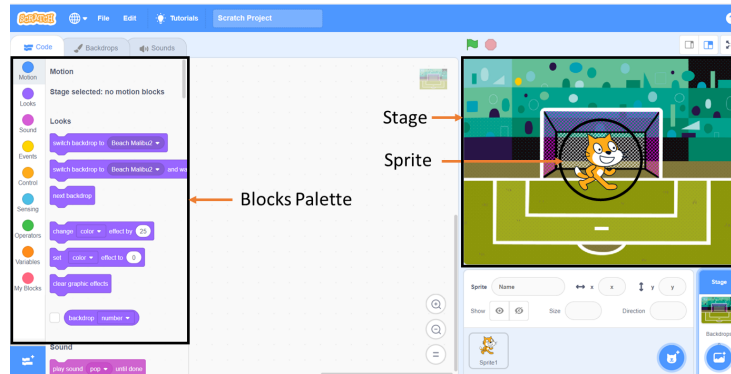 SCRATCH File Edit Tutorials Scratch Project
Code Backdrops Sounds
Motion
Looks
Sound
Events
Control
Sensing
Operators
Variables
My Blocks
Motion
Stage selected: no motion blocks
Looks
switch backdrop to Beach Malibu2
switch backdrop to Beach Malibu2 and wa
next backdrop
change color effect by 25
set color effect to 0
clear graphic effects
backdrop number
Sound
play sound pop until done
Blocks Palette
Stage
Sprite
Sprite Name x x y y
Show Size Direction
Sprite1
Stage
Backdrops